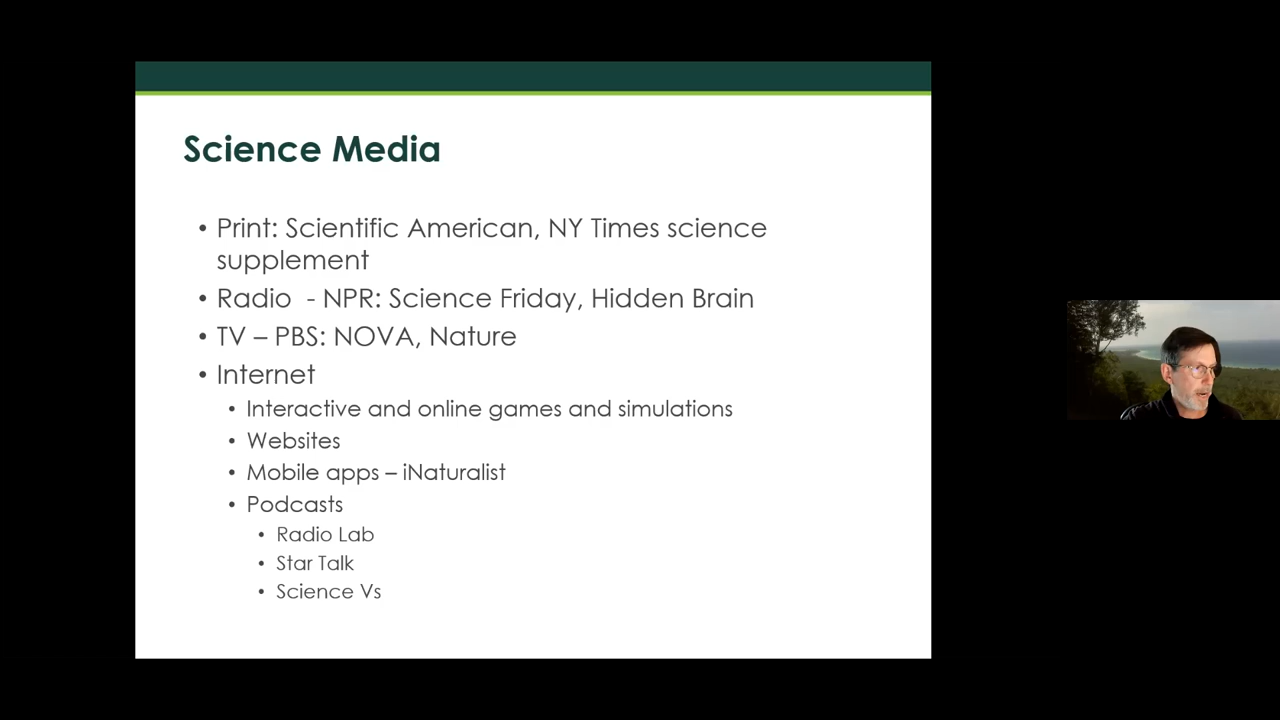 Science Media
• Print: Scientific American, NY Times science
supplement
• Radio  - NPR: Science Friday, Hidden Brain
• TV – PBS: NOVA, Nature
• Internet
• Interactive and online games and simulations
• Websites
• Mobile apps – iNaturalist
• Podcasts
• Radio Lab
• Star Talk
• Science Vs